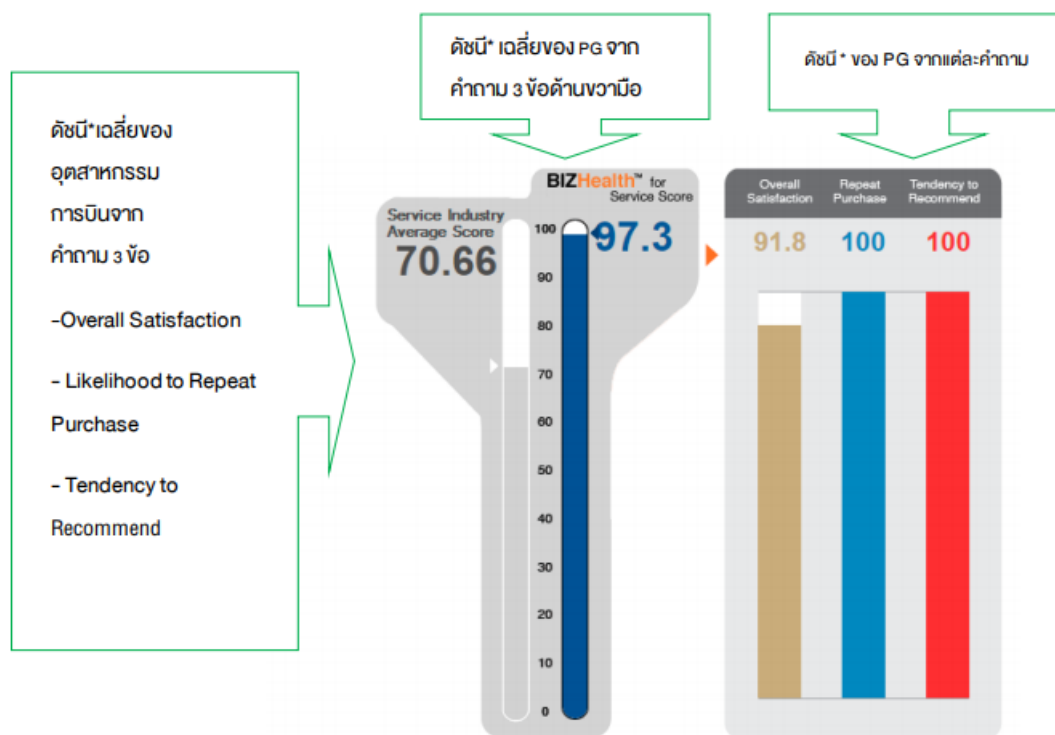 ดัชนี*เฉลี่ยของ
อุตสาหกรรม
การบินจาก
คำถาม 3 ข้อ
-Overall Satisfaction
- Likelihood to Repeat
Purchase
- Tendency to
Recommend
ดัชนี* เฉลี่ยของ PG จาก
คำถาม 3 ข้อด้านขวามือ
ดัชนี * ของ PG จากแต่ละคำถาม
BIZHealth™ for
Service Score
Service Industry
Average Score
70.66
97.3
100
90
80
70
60
50
40
30
20
10
0
Overall
Satisfaction
Repeat
Purchase
Tendency to
Recommend
91.8
100
100